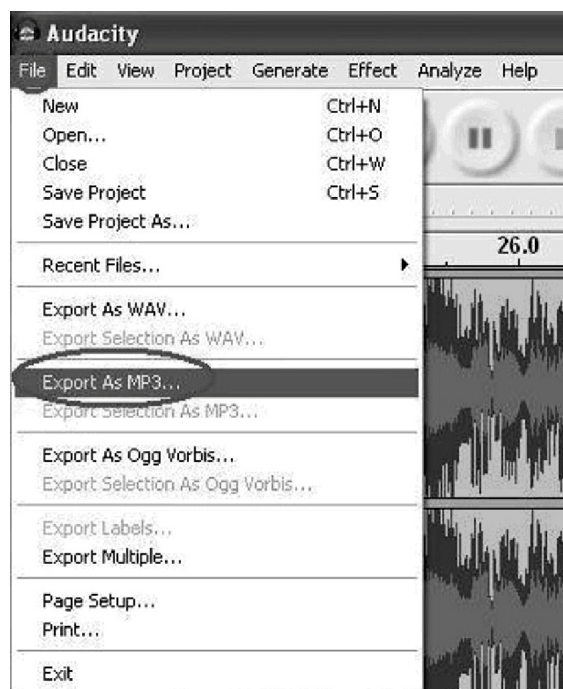 Audacity
File Edit View Project Generate Effect Analyze Help
New Ctrl+N
Open... Ctrl+O
Close Ctrl+W
Save Project Ctrl+S
Save Project As...
26.0
Recent Files...
Export As WAV...
Export Selection As WAV...
Export As MP3...
Export Selection As MP3...
Export As Ogg Vorbis...
Export Selection As Ogg Vorbis...
Export Labels...
Export Multiple...
Page Setup...
Print...
Exit